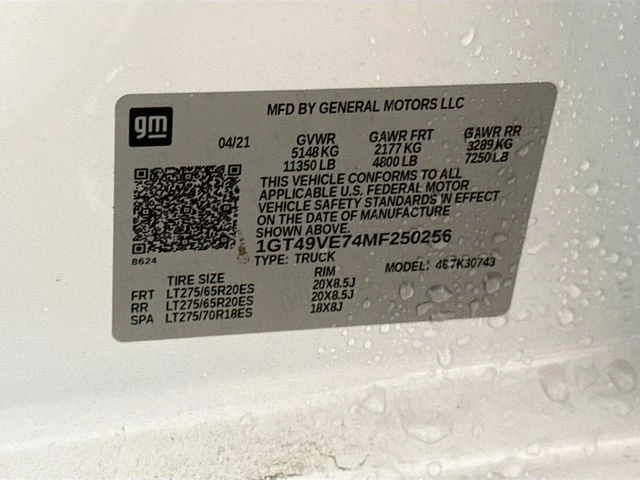 gm
MFD BY GENERAL MOTORS LLC
04/21 GVWR GAWR FRT GAWR RR
5148 KG 2177 KG 3289 KG
11350 LB 4800 LB 7250 LB
THIS VEHICLE CONFORMS TO ALL
APPLICABLE U.S. FEDERAL MOTOR
VEHICLE SAFETY STANDARDS IN EFFECT
ON THE DATE OF MANUFACTURE
SHOWN ABOVE.
1GT49VE74MF250256
8624
TYPE: TRUCK MODEL: 467K30743
TIRE SIZE RIM
FRT LT275/65R20ES 20X8.5J
RR LT275/65R20ES 20X8.5J
SPA LT275/70R18ES 18X8J